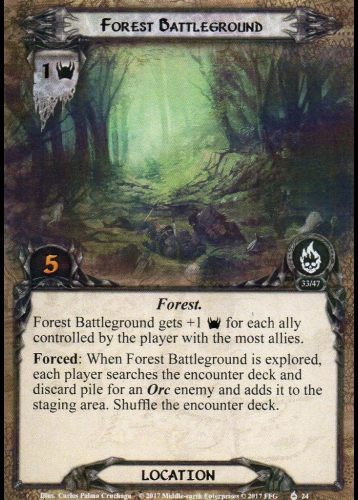 Forest Battleground
1
5
33/47
Forest.
Forest Battleground gets +1 for each ally
controlled by the player with the most allies.
Forced: When Forest Battleground is explored,
each player searches the encounter deck and
discard pile for an Orc enemy and adds it to the
staging area. Shuffle the encounter deck.
LOCATION
Illus. Carlos Palma Cruchaga © 2017 Middle-earth Enterprises © 2017 FFG 24